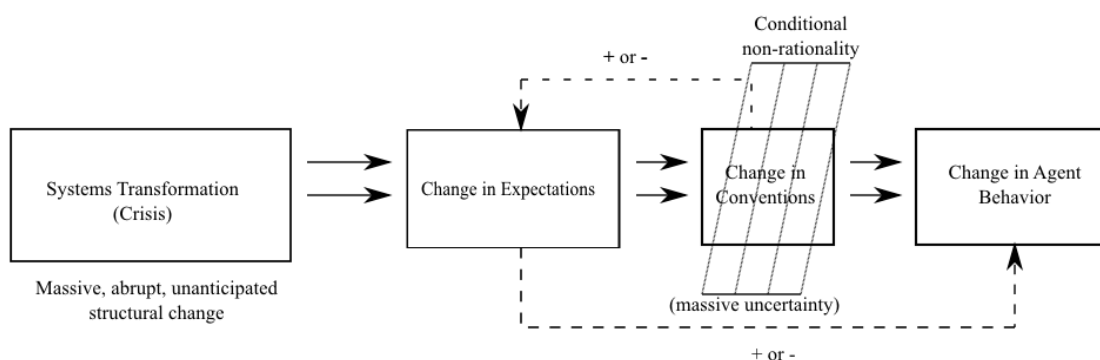 Conditional
non-rationality
+ or -
Systems Transformation
(Crisis)
Change in Expectations
Change in
Conventions
Change in Agent
Behavior
Massive, abrupt, unanticipated
structural change
(massive uncertainty)
+ or -